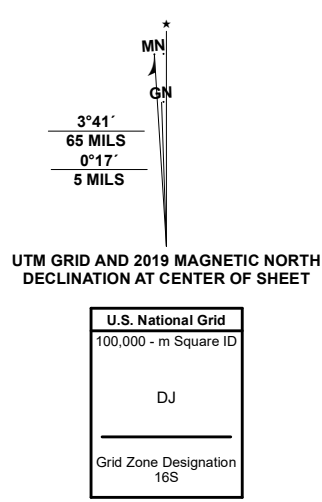 ★
MN
GN
3°41´
65 MILS
0°17´
5 MILS
UTM GRID AND 2019 MAGNETIC NORTH
DECLINATION AT CENTER OF SHEET
U.S. National Grid
100,000 - m Square ID
DJ
Grid Zone Designation
16S